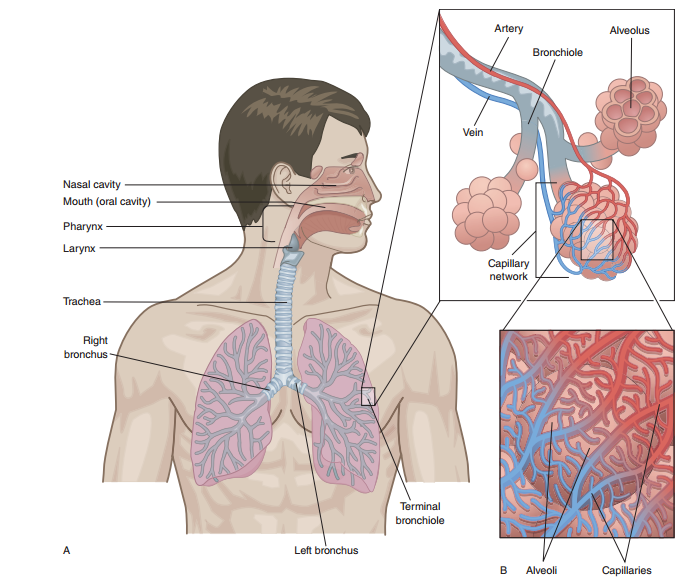 Artery
Alveolus
Bronchiole
Vein
Nasal cavity
Mouth (oral cavity)
Pharynx
Larynx
Capillary
network
Trachea
Right
bronchus
Terminal
bronchiole
A
Left bronchus
B
Alveoli
Capillaries